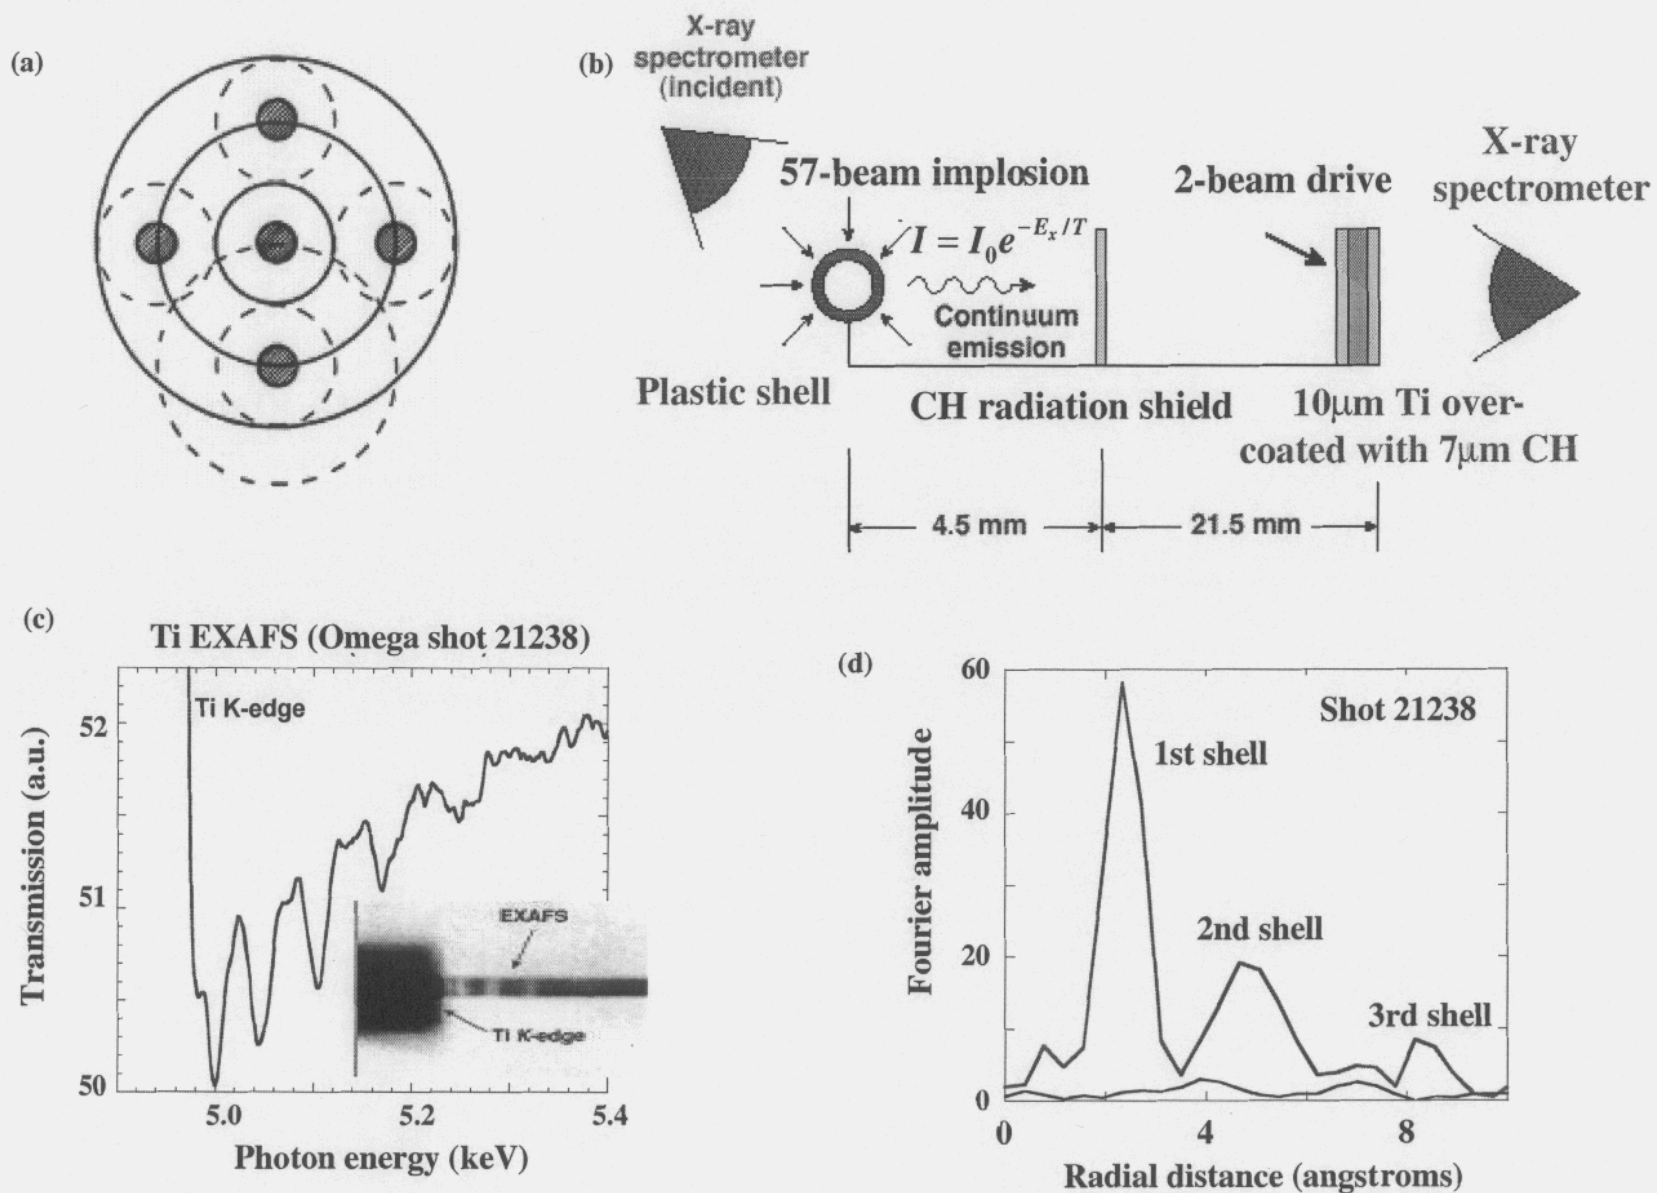 (a)
(b)
X-ray
spectrometer
(incident)
57-beam implosion
I = I₀e^{-Eₓ/T}
Continuum
emission
Plastic shell
CH radiation shield
2-beam drive
X-ray
spectrometer
10μm Ti over-
coated with 7μm CH
4.5 mm
21.5 mm
(c)
Ti EXAFS (Omega shot 21238)
Ti K-edge
52
51
50
Transmission (a.u.)
EXAFS
Ti K-edge
5.0
5.2
5.4
Photon energy (keV)
(d)
60
40
20
0
Fourier amplitude
Shot 21238
1st shell
2nd shell
3rd shell
0
4
8
Radial distance (angstroms)